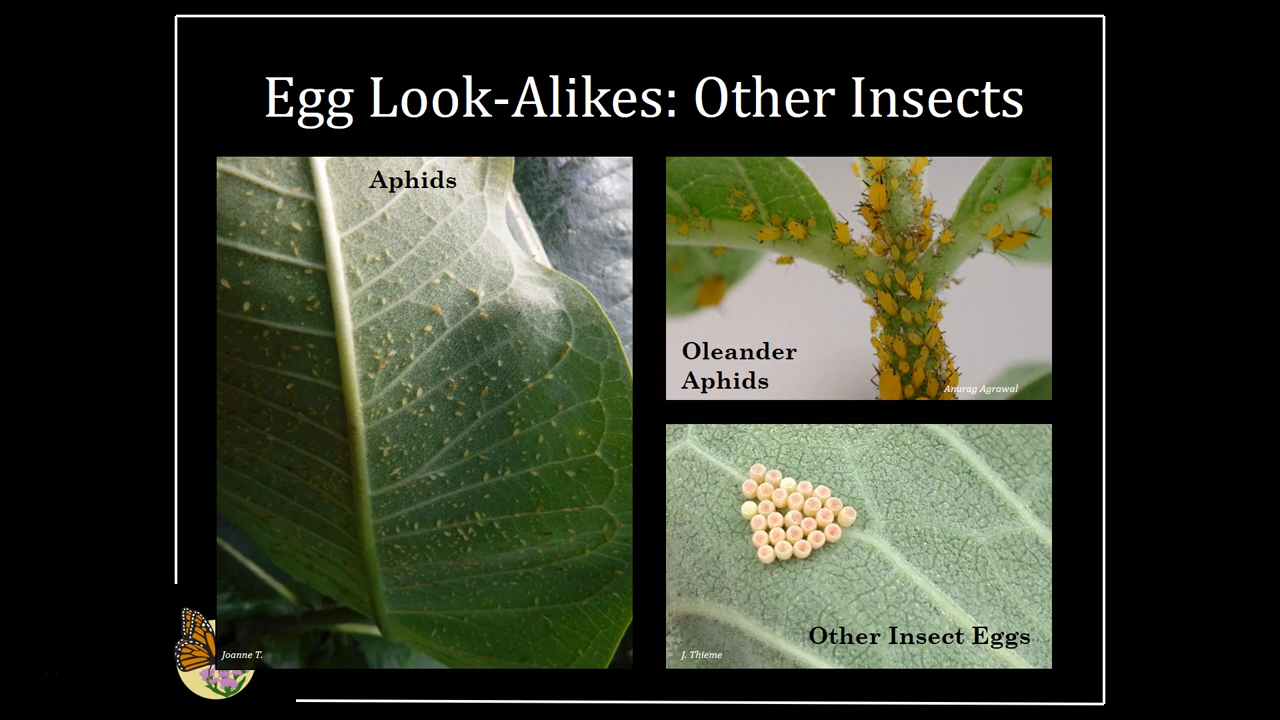 Egg Look-Alikes: Other Insects
Aphids
Joanne T.
Oleander
Aphids
Anurag Agrawal
Other Insect Eggs
J. Thieme